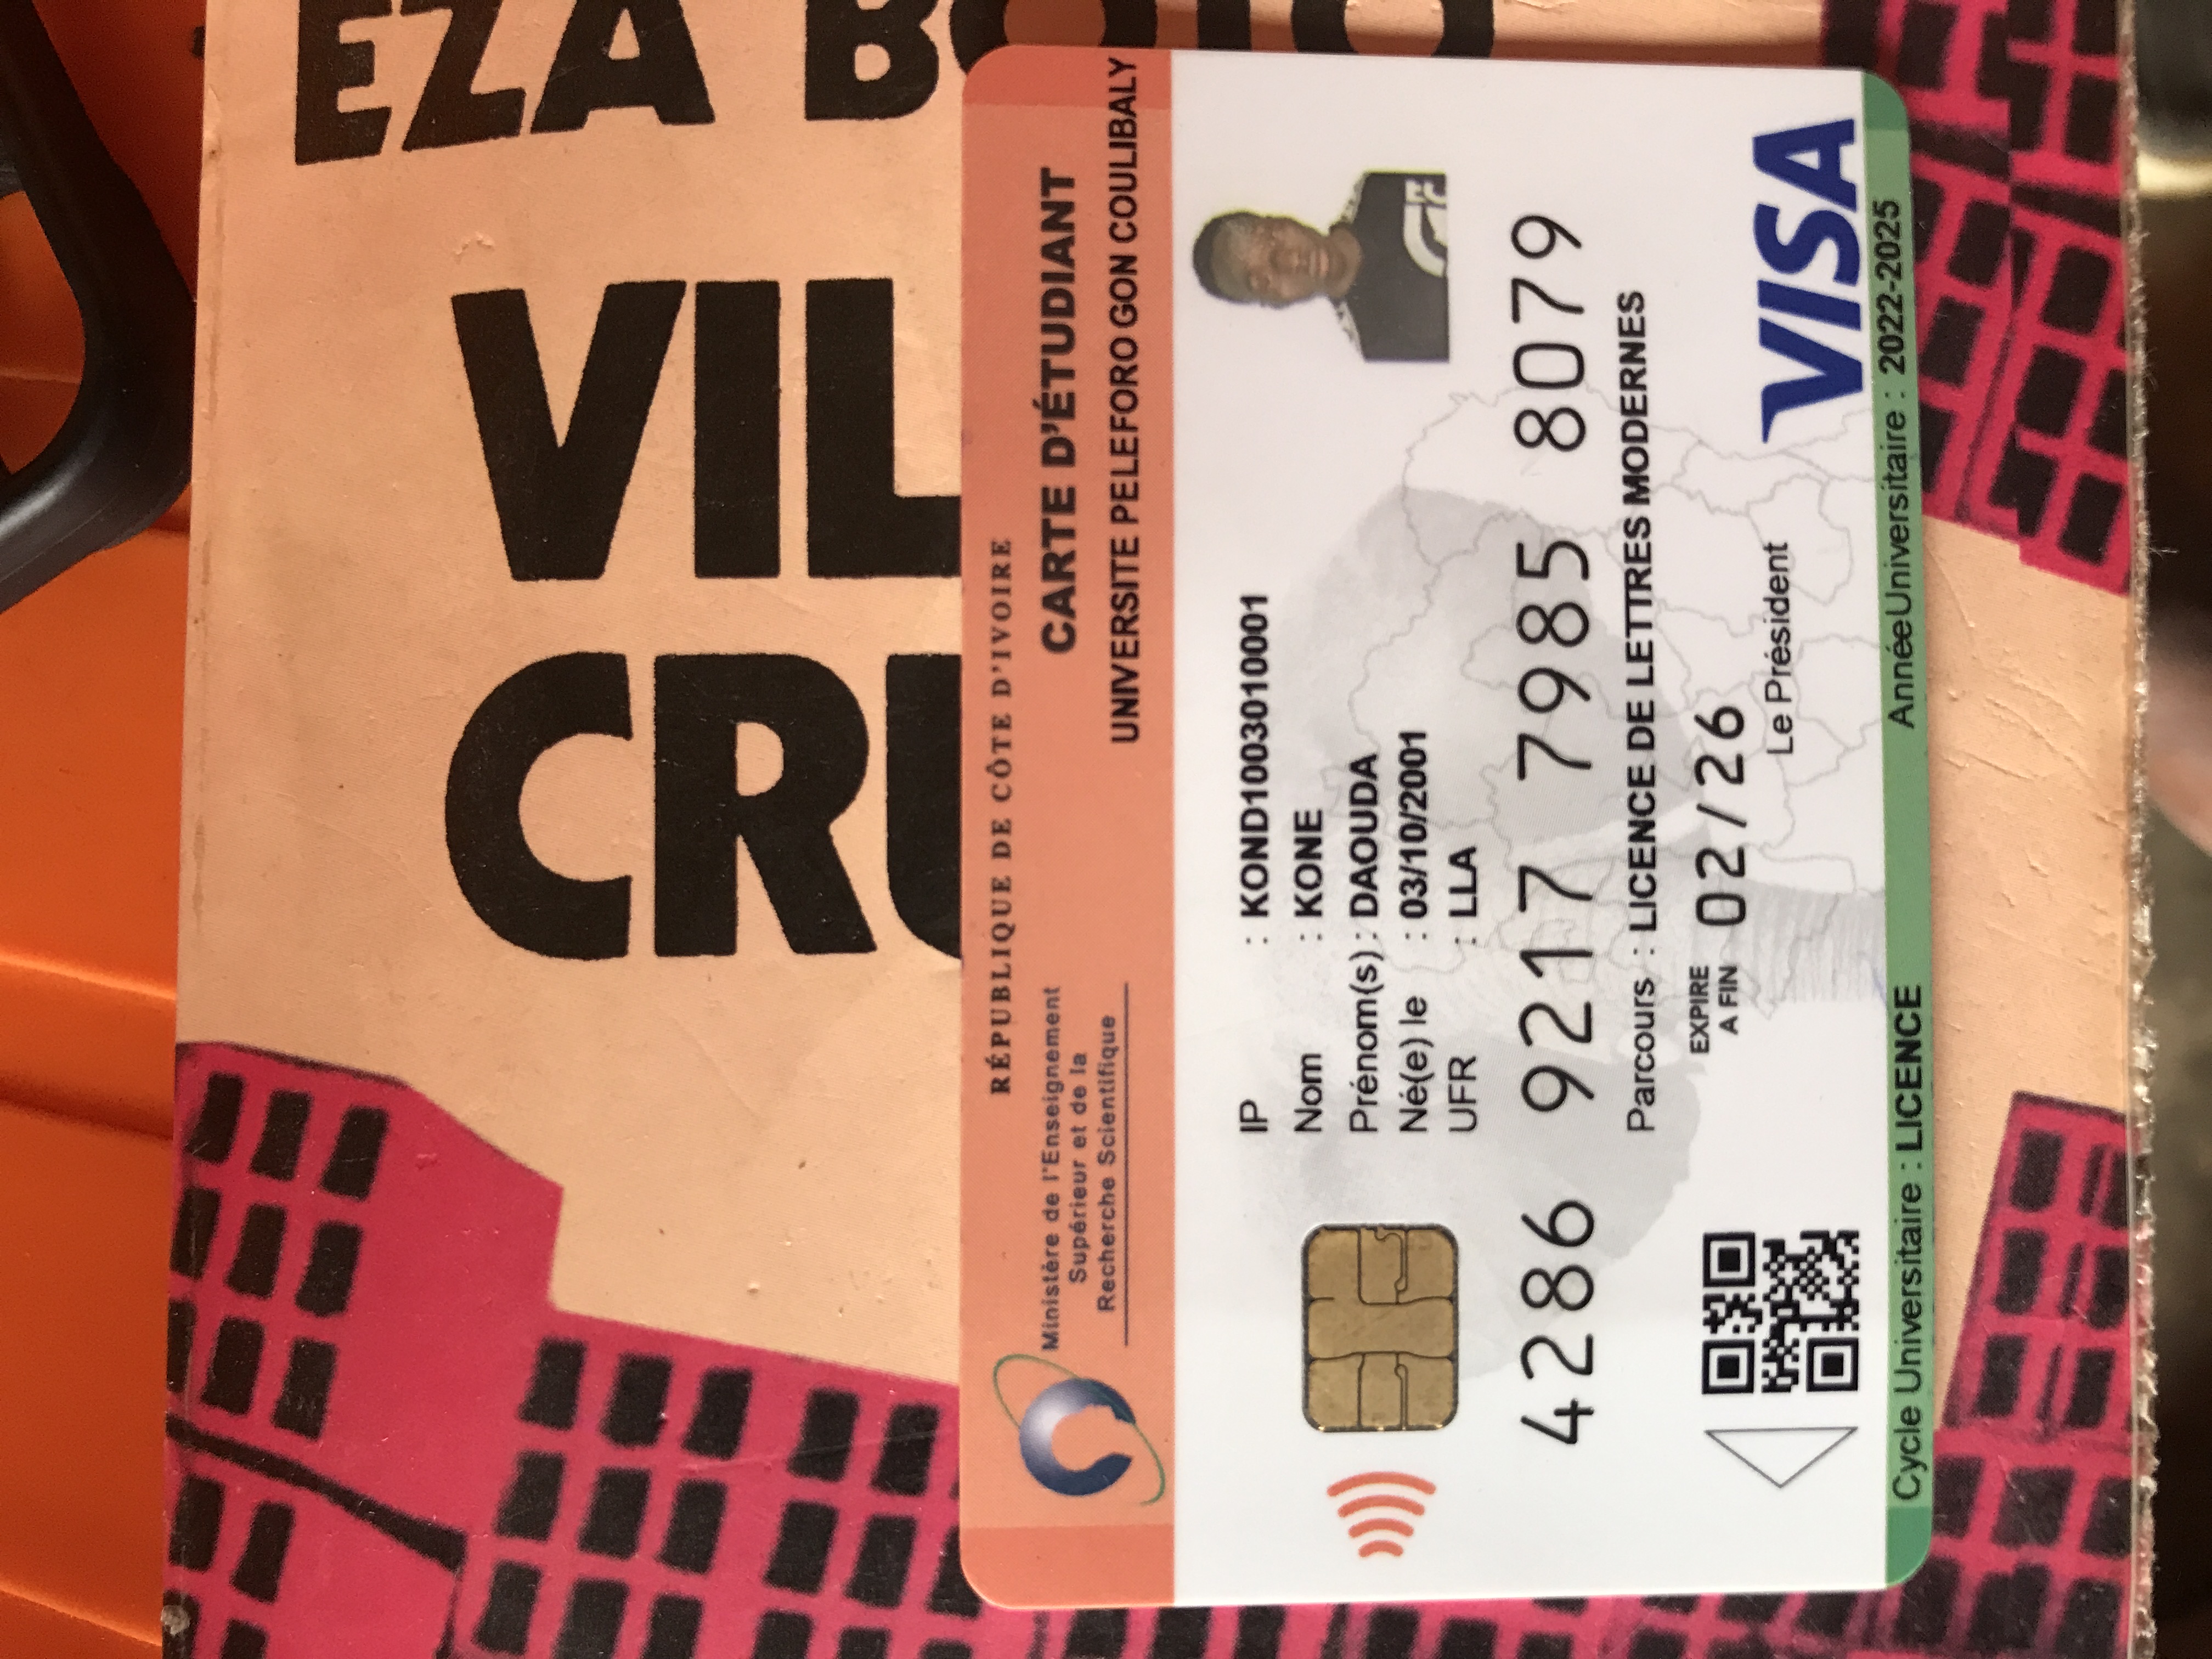 EZA BOTO
VIL
CRU
RÉPUBLIQUE DE CÔTE D'IVOIRE
Ministère de l'Enseignement
Supérieur et de la
Recherche Scientifique
CARTE D'ÉTUDIANT
UNIVERSITE PELEFORO GON COULIBALY
IP : KOND1003010001
Nom : KONE
Prénom(s) : DAOUDA
Né(e) le : 03/10/2001
UFR : LLA
4286 9217 7985 8079
Parcours : LICENCE DE LETTRES MODERNES
EXPIRE
A FIN 02/26
Le Président
VISA
Cycle Universitaire : LICENCE
AnnéeUniversitaire : 2022-2025